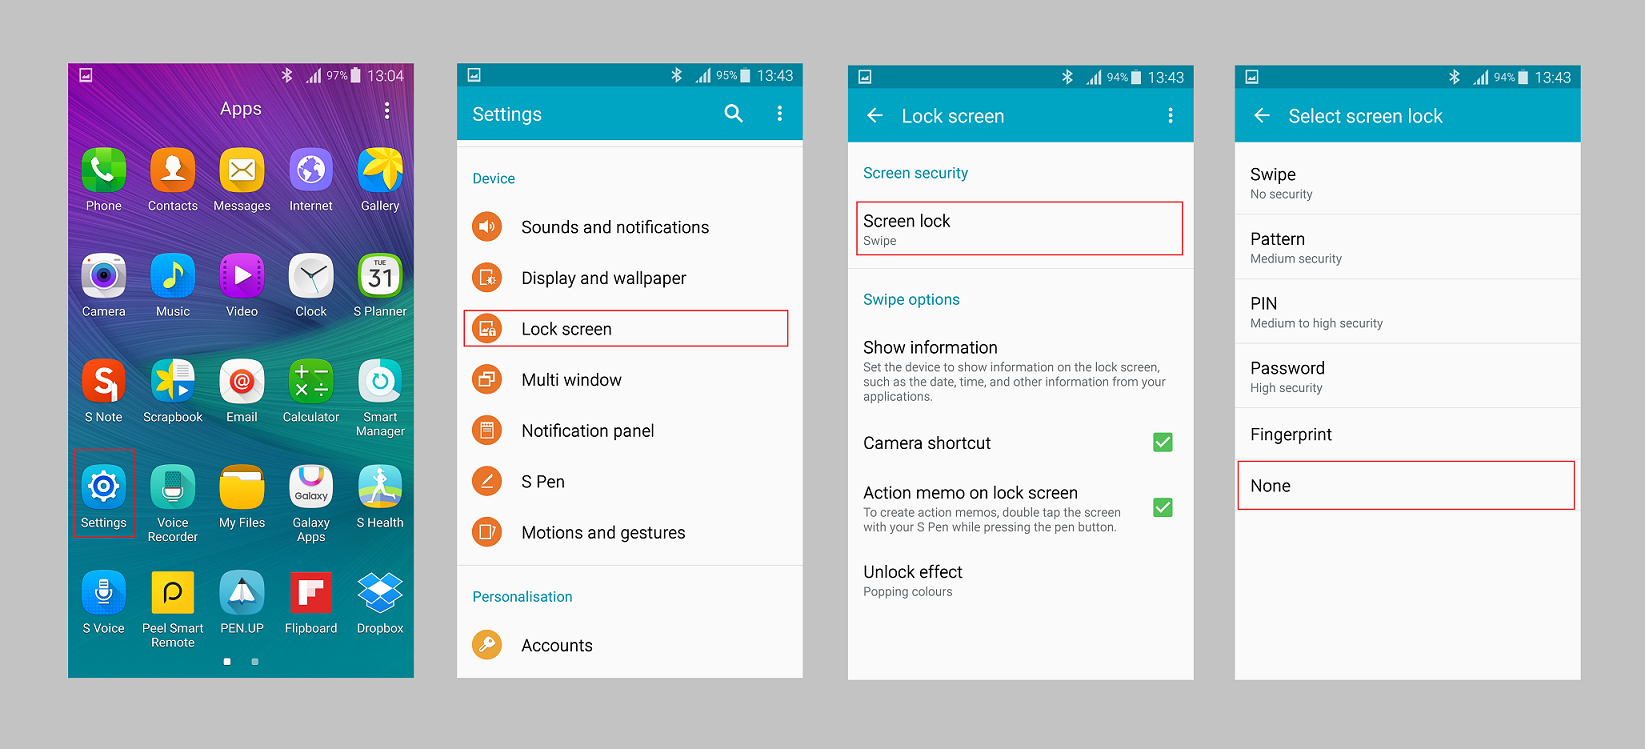 97% 13:04
Apps
Phone Contacts Messages Internet Gallery
TUE
31
Camera Music Video Clock S Planner
S Note Scrapbook Email Calculator Smart Manager
Galaxy
Settings Voice Recorder My Files Galaxy Apps S Health
S Voice Peel Smart Remote PEN.UP Flipboard Dropbox
95% 13:43
Settings
Device
Sounds and notifications
Display and wallpaper
Lock screen
Multi window
Notification panel
S Pen
Motions and gestures
Personalisation
Accounts
94% 13:43
Lock screen
Screen security
Screen lock
Swipe
Swipe options
Show information
Set the device to show information on the lock screen,
such as the date, time, and other information from your
applications.
Camera shortcut
Action memo on lock screen
To create action memos, double tap the screen
with your S Pen while pressing the pen button.
Unlock effect
Popping colours
94% 13:43
Select screen lock
Swipe
No security
Pattern
Medium security
PIN
Medium to high security
Password
High security
Fingerprint
None